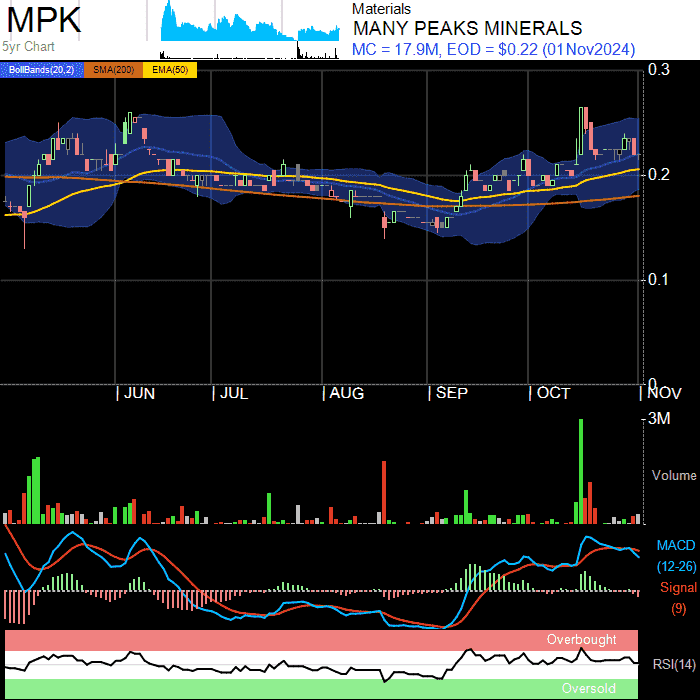 MPK
5yr Chart
Materials
MANY PEAKS MINERALS
MC = 17.9M, EOD = $0.22 (01Nov2024)
BollBands(20,2) SMA(200) EMA(50)
0.3
0.2
0.1
0
JUN JUL AUG SEP OCT NOV
3M
Volume
MACD
(12-26)
Signal
(9)
Overbought
RSI(14)
Oversold